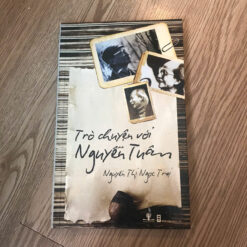 Trò chuyện với
Nguyễn Tuân
Nguyễn Thị Ngọc Trai